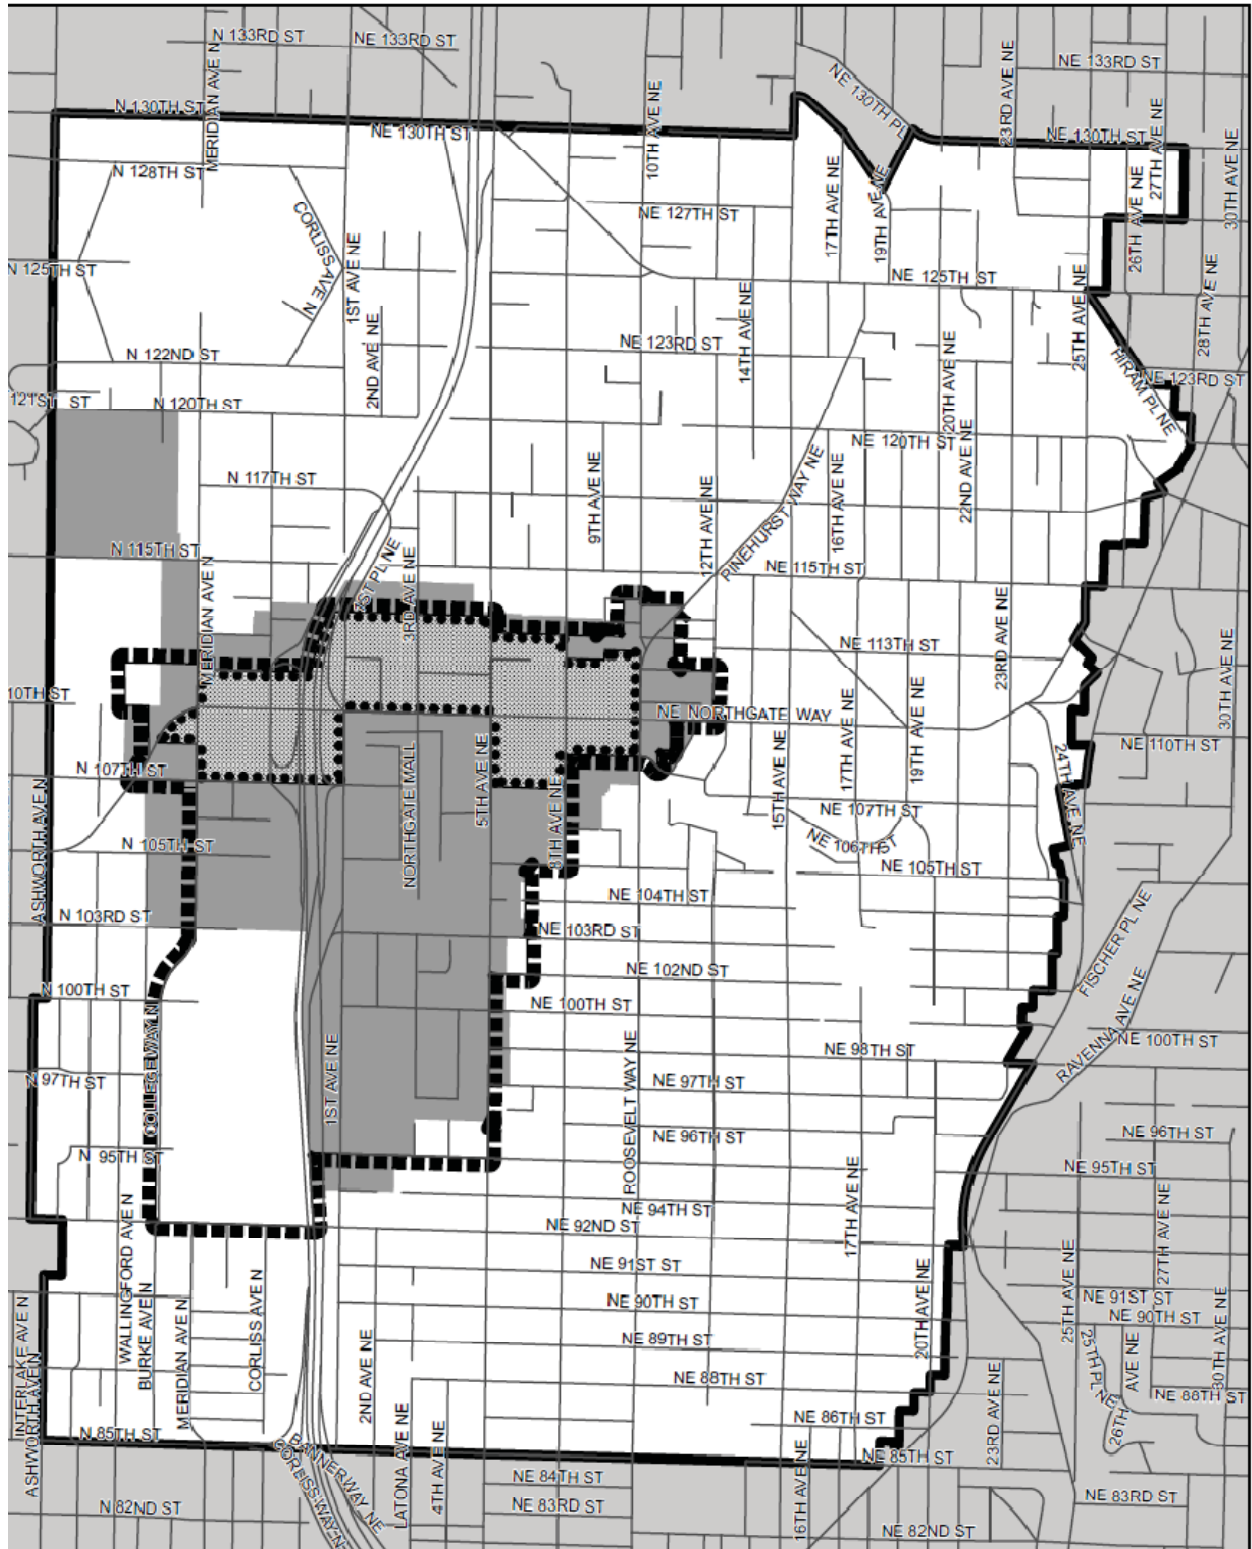 N 133RD ST
NE 133RD ST
NE 133RD ST
MERIDIAN AVE N
NE 130TH PL
23RD AVE NE
N 130TH ST
NE 130TH ST
10TH AVE NE
NE 130TH ST
27TH AVE NE
30TH AVE NE
N 128TH ST
CORLISS AVE N
1ST AVE NE
NE 127TH ST
17TH AVE NE
19TH AVE NE
26TH AVE NE
N 125TH ST
NE 125TH ST
28TH AVE NE
2ND AVE NE
14TH AVE NE
25TH AVE NE
N 122ND ST
NE 123RD ST
20TH AVE NE
HIRAM PL NE
NE 123RD ST
121ST ST
N 120TH ST
NE 120TH ST
N 117TH ST
9TH AVE NE
12TH AVE NE
PINEHURST WAY NE
16TH AVE NE
22ND AVE NE
N 115TH ST
1ST PL NE
3RD AVE NE
NE 115TH ST
MERIDIAN AVE N
23RD AVE NE
NE 113TH ST
30TH AVE NE
10TH ST
NE NORTHGATE WAY
17TH AVE NE
19TH AVE NE
NE 110TH ST
N 107TH ST
NORTHGATE MALL
5TH AVE NE
8TH AVE NE
15TH AVE NE
24TH AVE NE
NE 107TH ST
ASHWORTH AVE N
N 105TH ST
NE 106TH ST
NE 105TH ST
NE 104TH ST
N 103RD ST
NE 103RD ST
FISCHER PL NE
NE 102ND ST
N 100TH ST
NE 100TH ST
RAVENNA AVE NE
COLLEGE WAY N
1ST AVE NE
ROOSEVELT WAY NE
NE 98TH ST
NE 100TH ST
N 97TH ST
NE 97TH ST
NE 96TH ST
NE 96TH ST
N 95TH ST
NE 95TH ST
17TH AVE NE
NE 94TH ST
27TH AVE NE
WALLINGFORD AVE N
NE 92ND ST
25TH AVE NE
BURKE AVE N
MERIDIAN AVE N
CORLISS AVE N
NE 91ST ST
20TH AVE NE
NE 91ST ST
NE 90TH ST
NE 90TH ST
INTERLAKE AVE N
ASHWORTH AVE N
2ND AVE NE
NE 89TH ST
25TH PL NE
26TH AVE NE
30TH AVE NE
NE 88TH ST
NE 88TH ST
LATONA AVE NE
4TH AVE NE
NE 86TH ST
23RD AVE NE
N 85TH ST
BANNER WAY NE
CORLISS WAY N
16TH AVE NE
NE 85TH ST
NE 84TH ST
N 82ND ST
NE 83RD ST
NE 83RD ST
NE 82ND ST